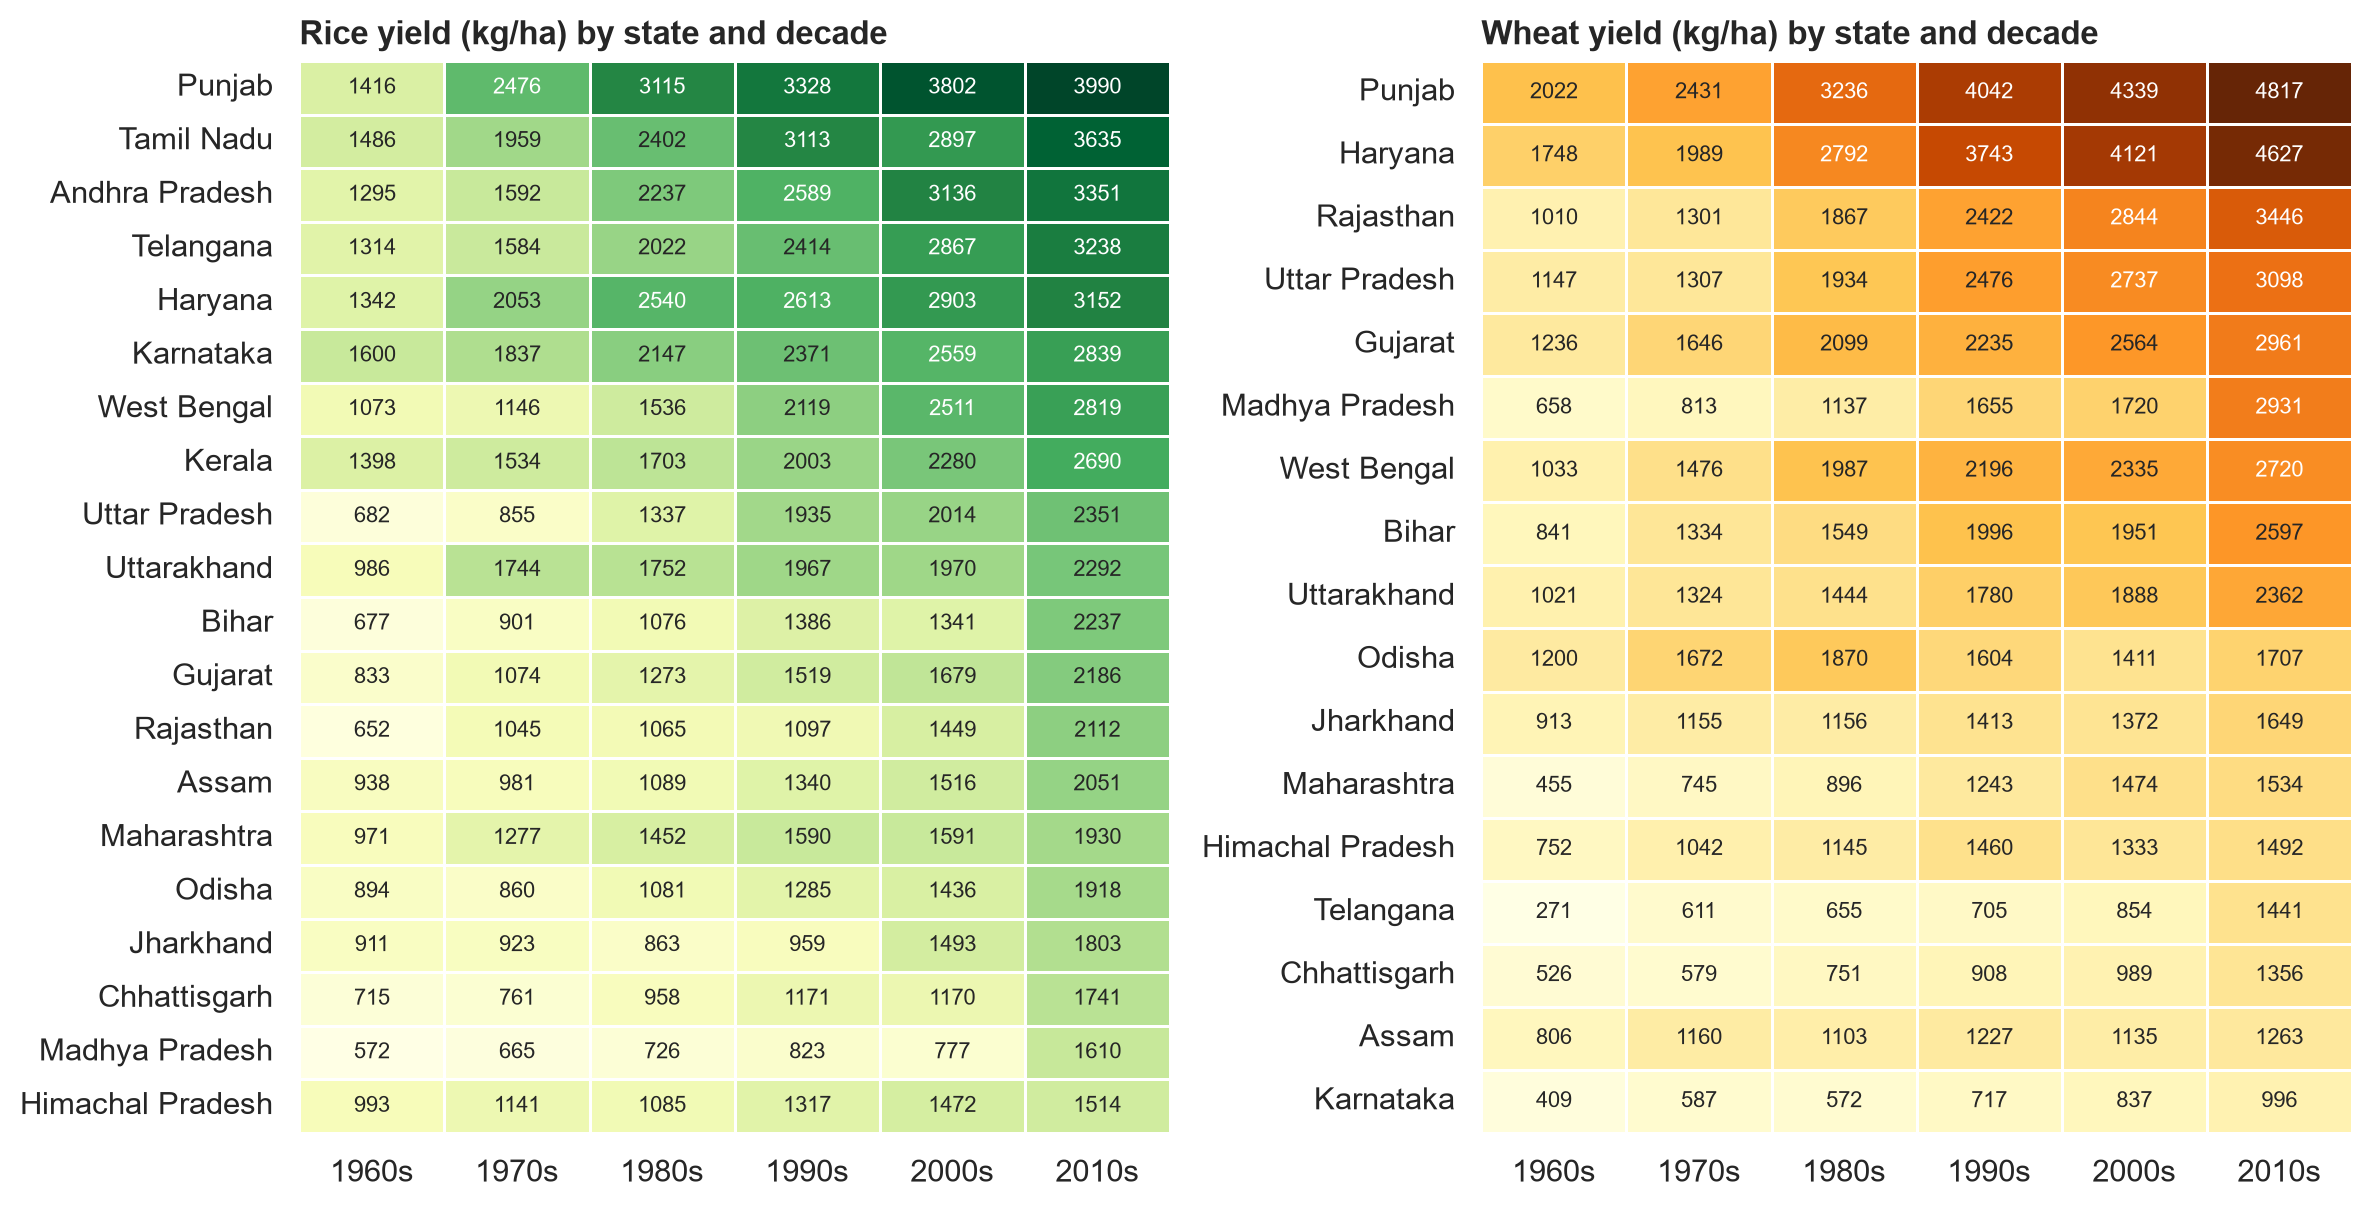 Rice yield (kg/ha) by state and decade
Punjab 1416 2476 3115 3328 3802 3990
Tamil Nadu 1486 1959 2402 3113 2897 3635
Andhra Pradesh 1295 1592 2237 2589 3136 3351
Telangana 1314 1584 2022 2414 2867 3238
Haryana 1342 2053 2540 2613 2903 3152
Karnataka 1600 1837 2147 2371 2559 2839
West Bengal 1073 1146 1536 2119 2511 2819
Kerala 1398 1534 1703 2003 2280 2690
Uttar Pradesh 682 855 1337 1935 2014 2351
Uttarakhand 986 1744 1752 1967 1970 2292
Bihar 677 901 1076 1386 1341 2237
Gujarat 833 1074 1273 1519 1679 2186
Rajasthan 652 1045 1065 1097 1449 2112
Assam 938 981 1089 1340 1516 2051
Maharashtra 971 1277 1452 1590 1591 1930
Odisha 894 860 1081 1285 1436 1918
Jharkhand 911 923 863 959 1493 1803
Chhattisgarh 715 761 958 1171 1170 1741
Madhya Pradesh 572 665 726 823 777 1610
Himachal Pradesh 993 1141 1085 1317 1472 1514
1960s 1970s 1980s 1990s 2000s 2010s
Wheat yield (kg/ha) by state and decade
Punjab 2022 2431 3236 4042 4339 4817
Haryana 1748 1989 2792 3743 4121 4627
Rajasthan 1010 1301 1867 2422 2844 3446
Uttar Pradesh 1147 1307 1934 2476 2737 3098
Gujarat 1236 1646 2099 2235 2564 2961
Madhya Pradesh 658 813 1137 1655 1720 2931
West Bengal 1033 1476 1987 2196 2335 2720
Bihar 841 1334 1549 1996 1951 2597
Uttarakhand 1021 1324 1444 1780 1888 2362
Odisha 1200 1672 1870 1604 1411 1707
Jharkhand 913 1155 1156 1413 1372 1649
Maharashtra 455 745 896 1243 1474 1534
Himachal Pradesh 752 1042 1145 1460 1333 1492
Telangana 271 611 655 705 854 1441
Chhattisgarh 526 579 751 908 989 1356
Assam 806 1160 1103 1227 1135 1263
Karnataka 409 587 572 717 837 996
1960s 1970s 1980s 1990s 2000s 2010s